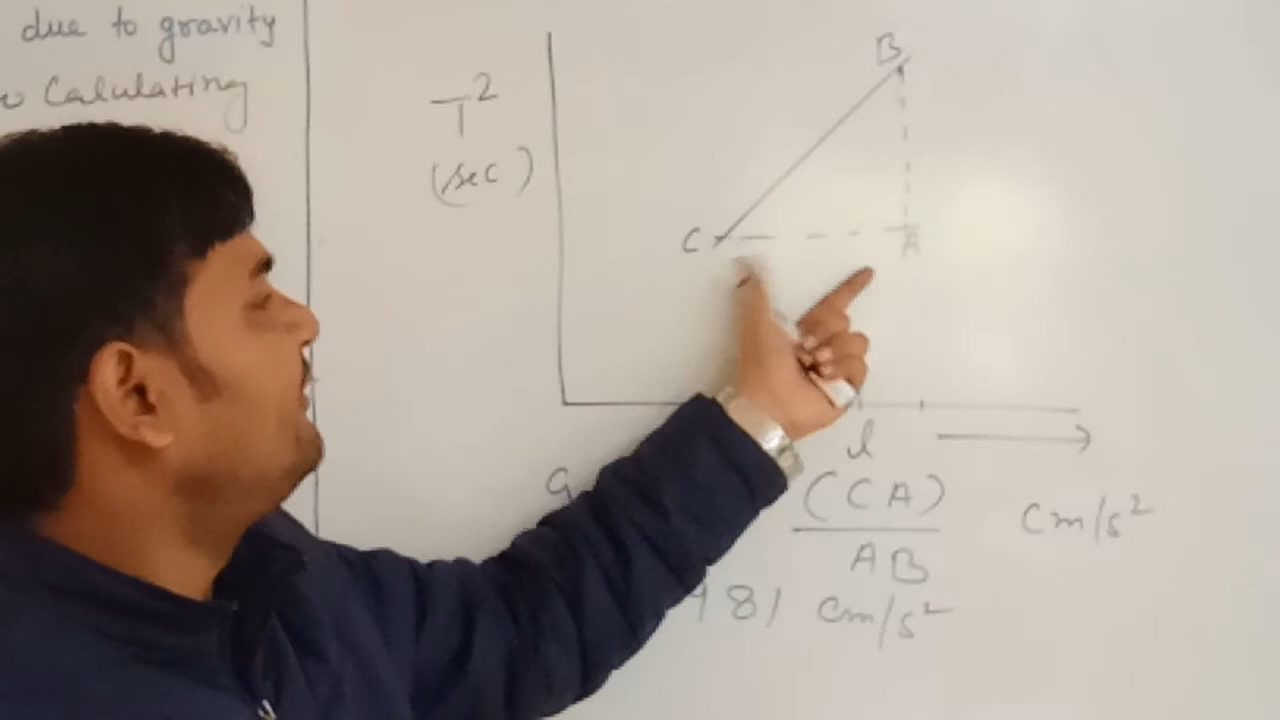 due to gravity
Calulating
T²
(sec)
B
C
A
l
(CA)
AB
cm/s²
981 cm/s²